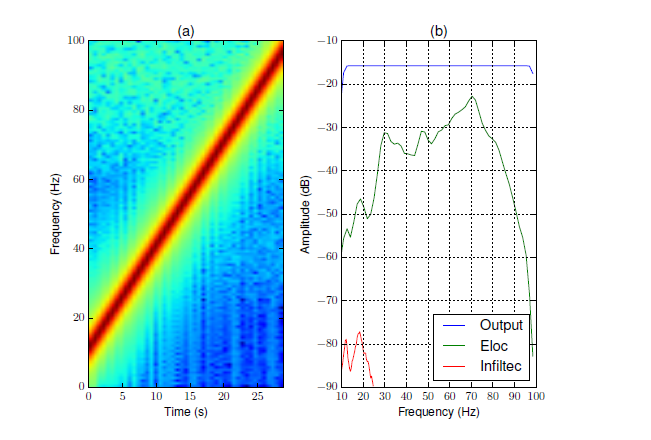 (a)
100
80
60
40
20
0
Frequency (Hz)
0 5 10 15 20 25
Time (s)
(b)
−10
−20
−30
−40
−50
−60
−70
−80
−90
Amplitude (dB)
10 20 30 40 50 60 70 80 90 100
Frequency (Hz)
Output
Eloc
Infiltec